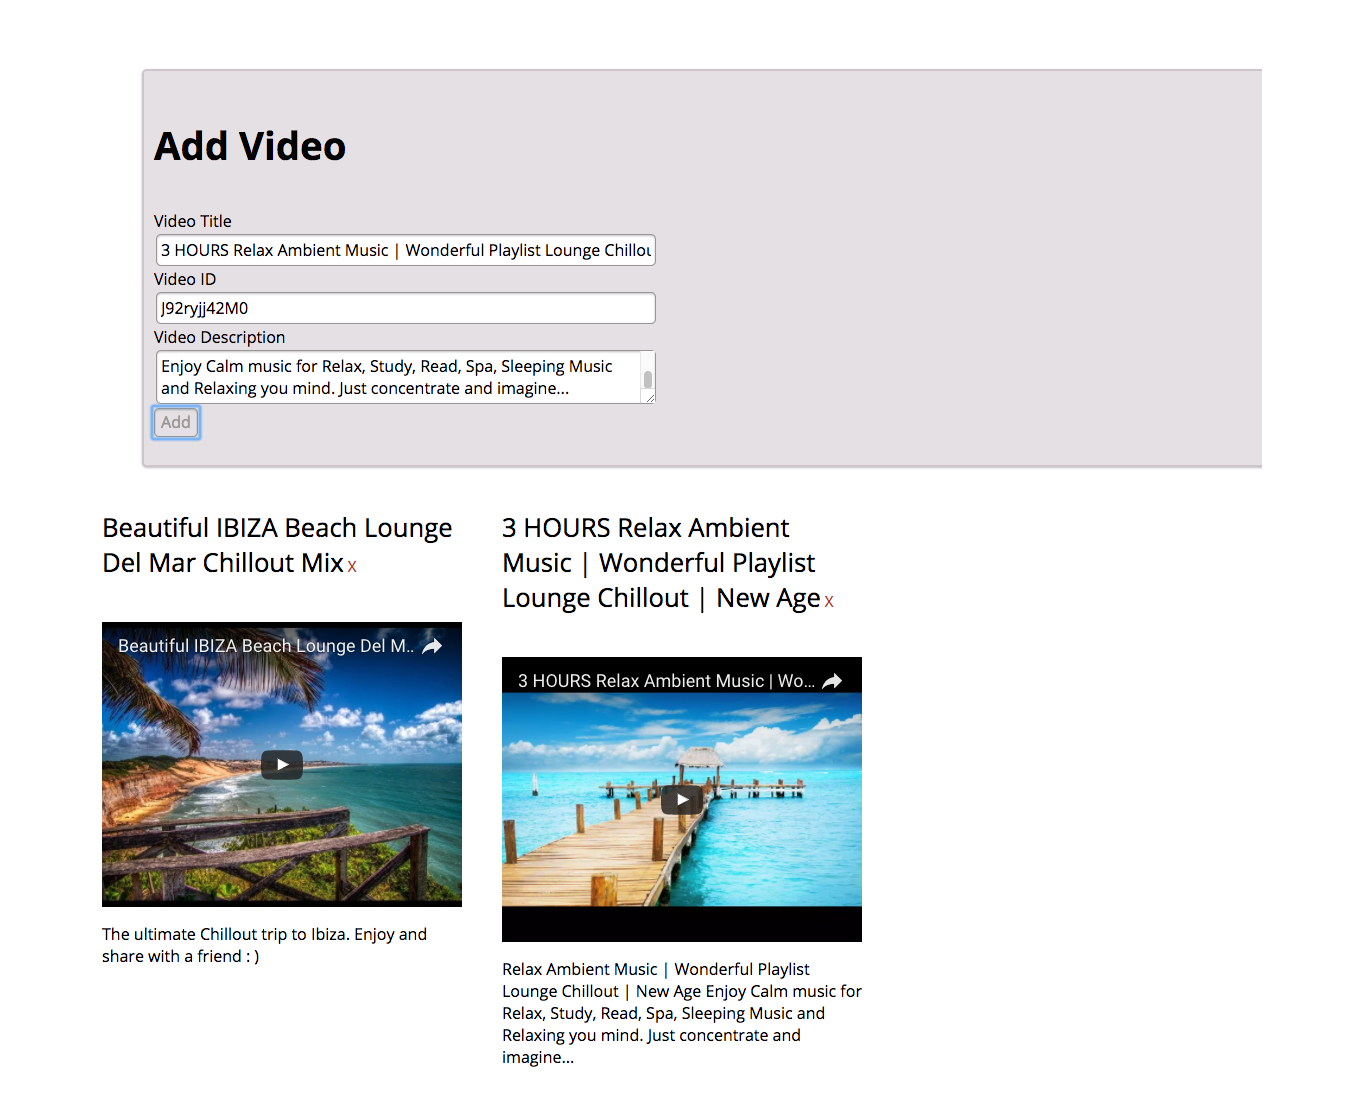 Add Video
Video Title
3 HOURS Relax Ambient Music | Wonderful Playlist Lounge Chillou
Video ID
J92ryjj42M0
Video Description
Enjoy Calm music for Relax, Study, Read, Spa, Sleeping Music
and Relaxing you mind. Just concentrate and imagine...
Add
Beautiful IBIZA Beach Lounge
Del Mar Chillout Mix x
Beautiful IBIZA Beach Lounge Del M...
The ultimate Chillout trip to Ibiza. Enjoy and
share with a friend : )
3 HOURS Relax Ambient
Music | Wonderful Playlist
Lounge Chillout | New Age x
3 HOURS Relax Ambient Music | Wo...
Relax Ambient Music | Wonderful Playlist
Lounge Chillout | New Age Enjoy Calm music for
Relax, Study, Read, Spa, Sleeping Music and
Relaxing you mind. Just concentrate and
imagine...